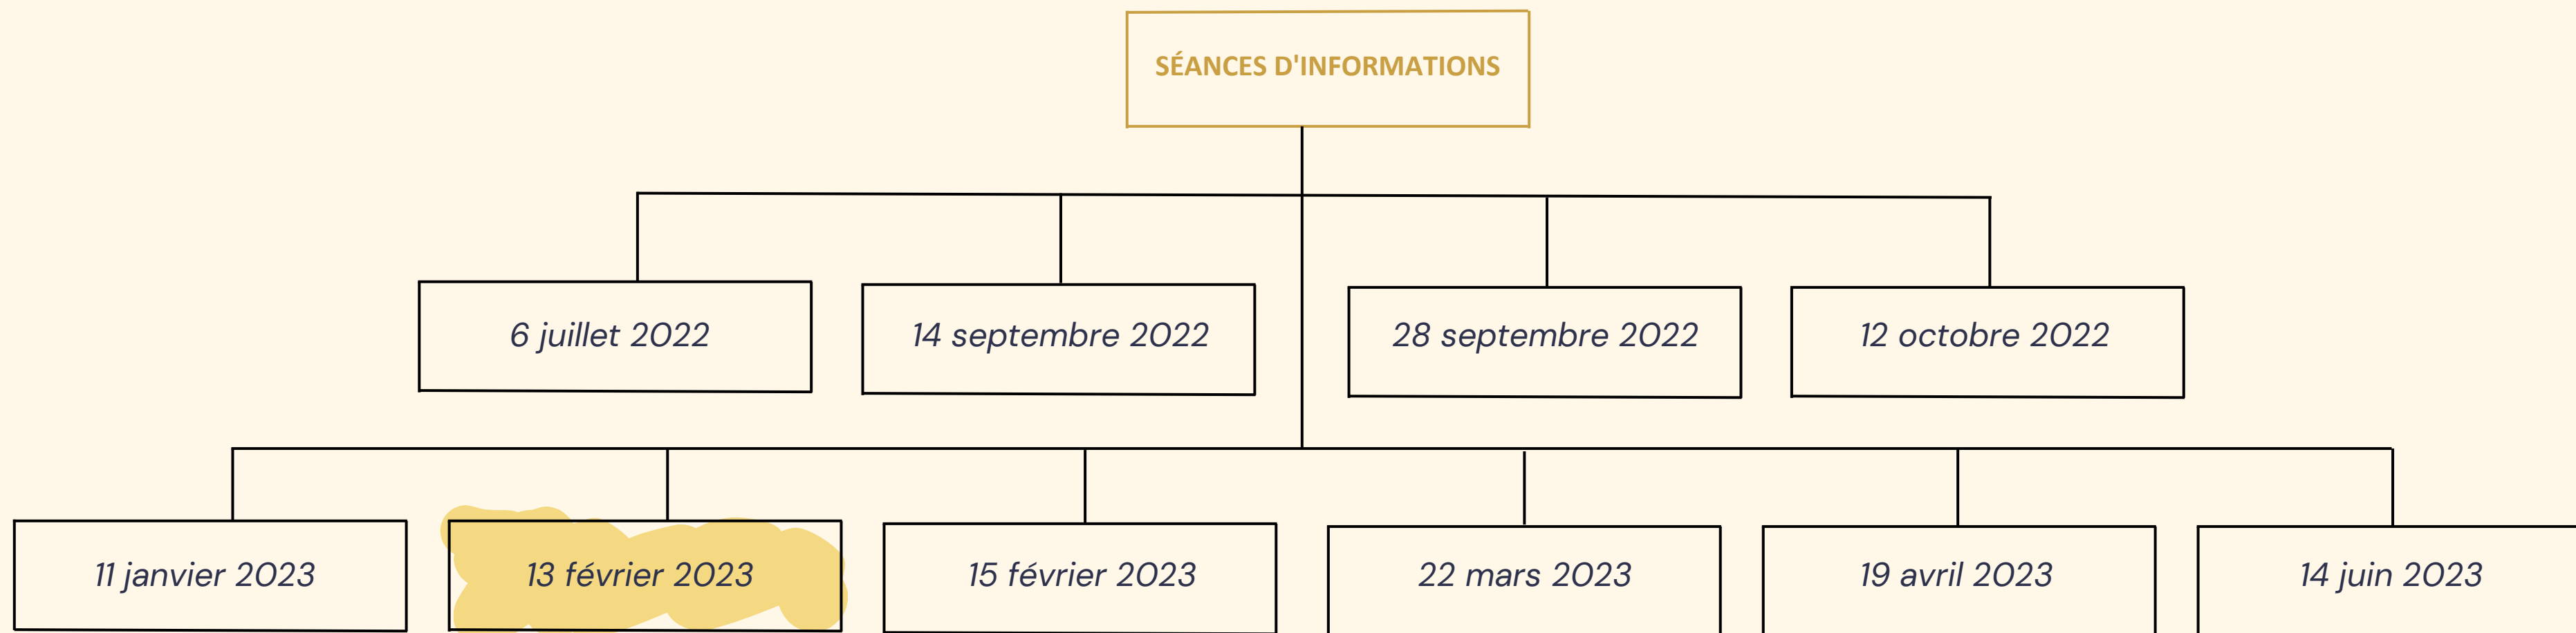 SÉANCES D'INFORMATIONS
6 juillet 2022
14 septembre 2022
28 septembre 2022
12 octobre 2022
11 janvier 2023
13 février 2023
15 février 2023
22 mars 2023
19 avril 2023
14 juin 2023